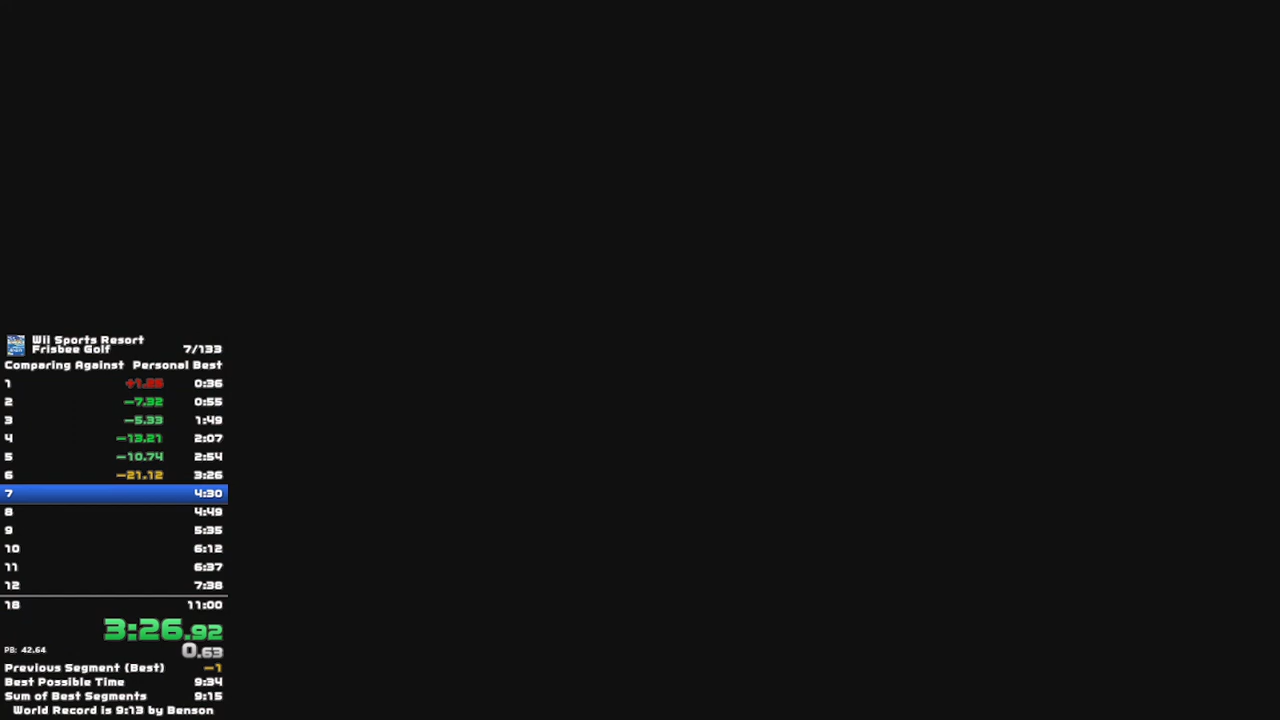 Wii Sports Resort
Frisbee Golf 7/133
Comparing Against Personal Best
1 +1.25 0:36
2 −7.32 0:55
3 −5.33 1:49
4 −13.21 2:07
5 −10.74 2:54
6 −21.12 3:26
7 4:30
8 4:49
9 5:35
10 6:12
11 6:37
12 7:38
18 11:00
3:26.92
PB: 42.64 0.63
Previous Segment (Best) −1
Best Possible Time 9:34
Sum of Best Segments 9:15
World Record is 9:13 by Benson